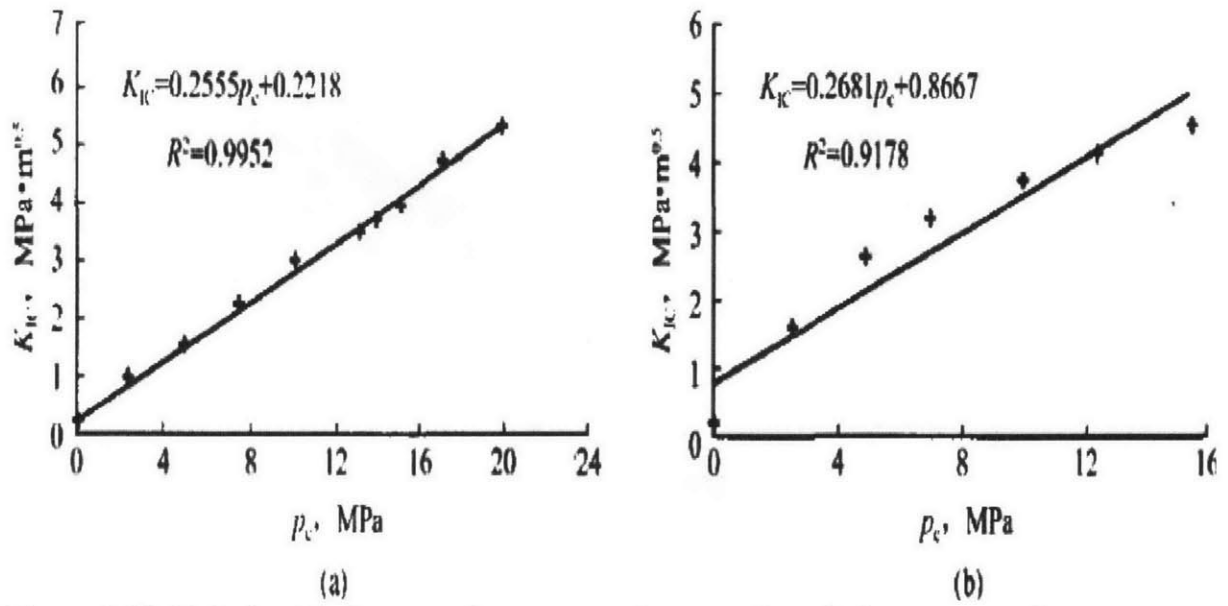 7
6
5
4
3
2
1
0
K_IC=0.2555p_c+0.2218
R²=0.9952
K_IC, MPa•m^0.5
0 4 8 12 16 20 24
p_c, MPa
(a)
6
5
4
3
2
1
0
K_IC=0.2681p_c+0.8667
R²=0.9178
K_IC, MPa•m^0.5
0 4 8 12 16
p_c, MPa
(b)